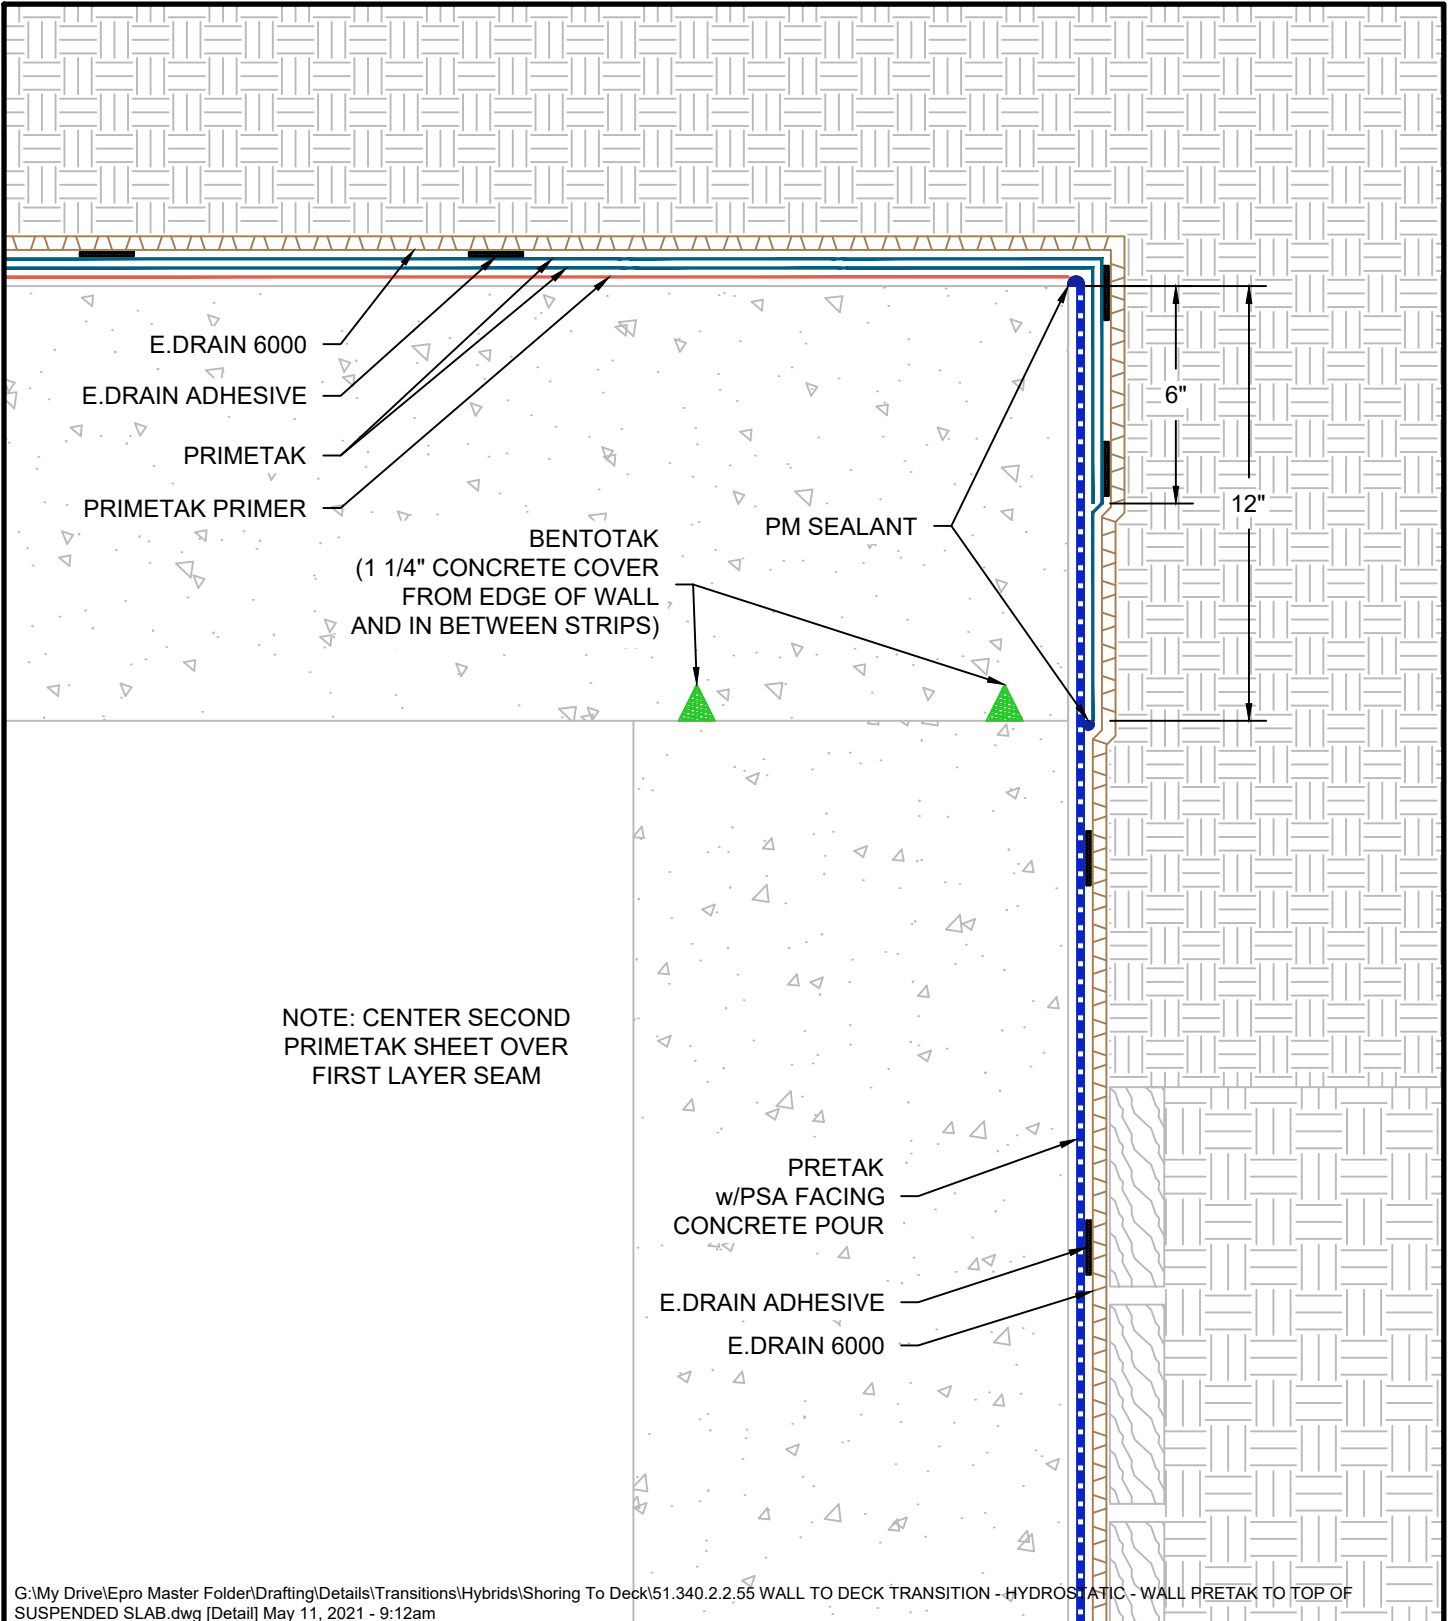 E.DRAIN 6000
E.DRAIN ADHESIVE
PRIMETAK
PRIMETAK PRIMER
BENTOTAK
(1 1/4" CONCRETE COVER
FROM EDGE OF WALL
AND IN BETWEEN STRIPS)
PM SEALANT
6"
12"
NOTE: CENTER SECOND
PRIMETAK SHEET OVER
FIRST LAYER SEAM
PRETAK
w/PSA FACING
CONCRETE POUR
E.DRAIN ADHESIVE
E.DRAIN 6000
G:\My Drive\Epro Master Folder\Drafting\Details\Transitions\Hybrids\Shoring To Deck\51.340.2.2.55 WALL TO DECK TRANSITION - HYDROSTATIC - WALL PRETAK TO TOP OF
SUSPENDED SLAB.dwg [Detail] May 11, 2021 - 9:12am